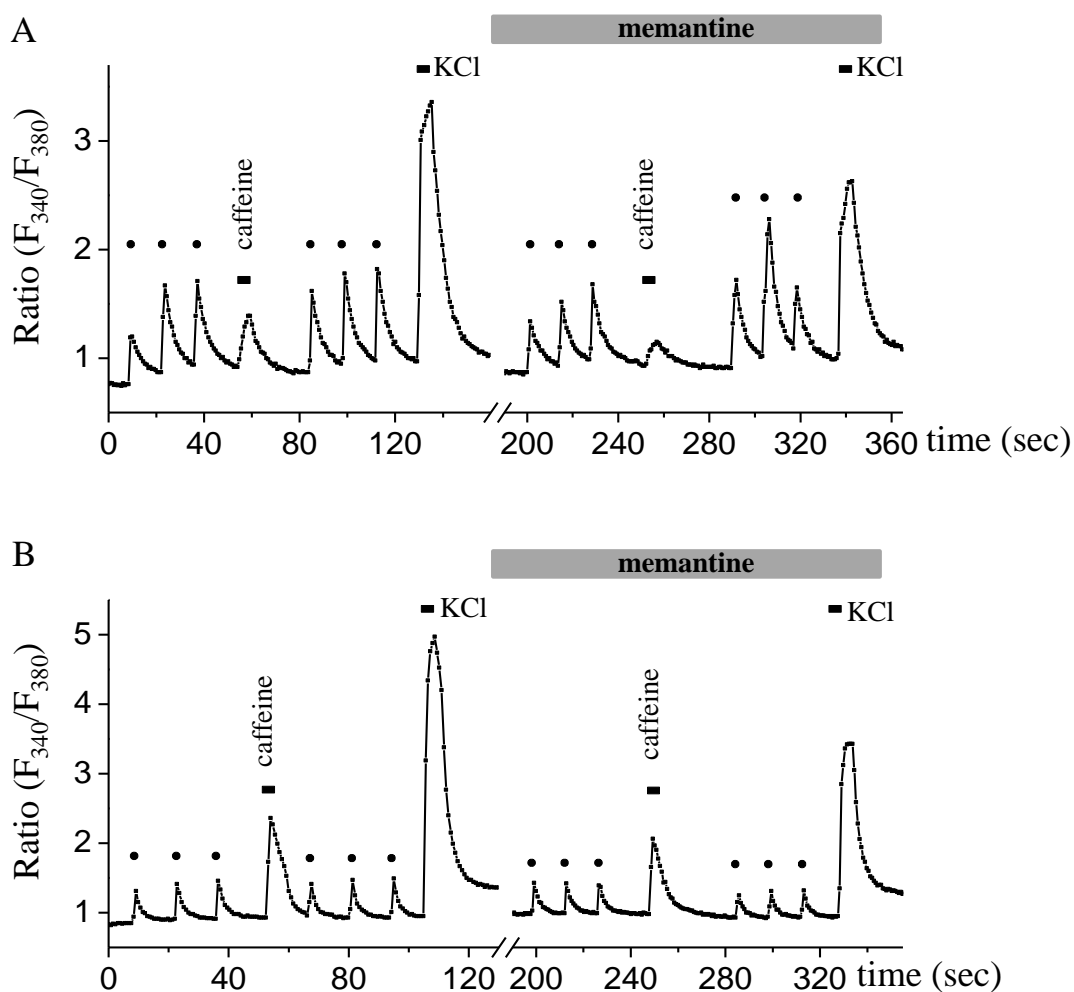 A
memantine
KCl
KCl
caffeine
caffeine
Ratio (F340/F380)
3
2
1
0 40 80 120 200 240 280 320 360 time (sec)
B
memantine
KCl
KCl
caffeine
caffeine
Ratio (F340/F380)
5
4
3
2
1
0 40 80 120 200 240 280 320 time (sec)